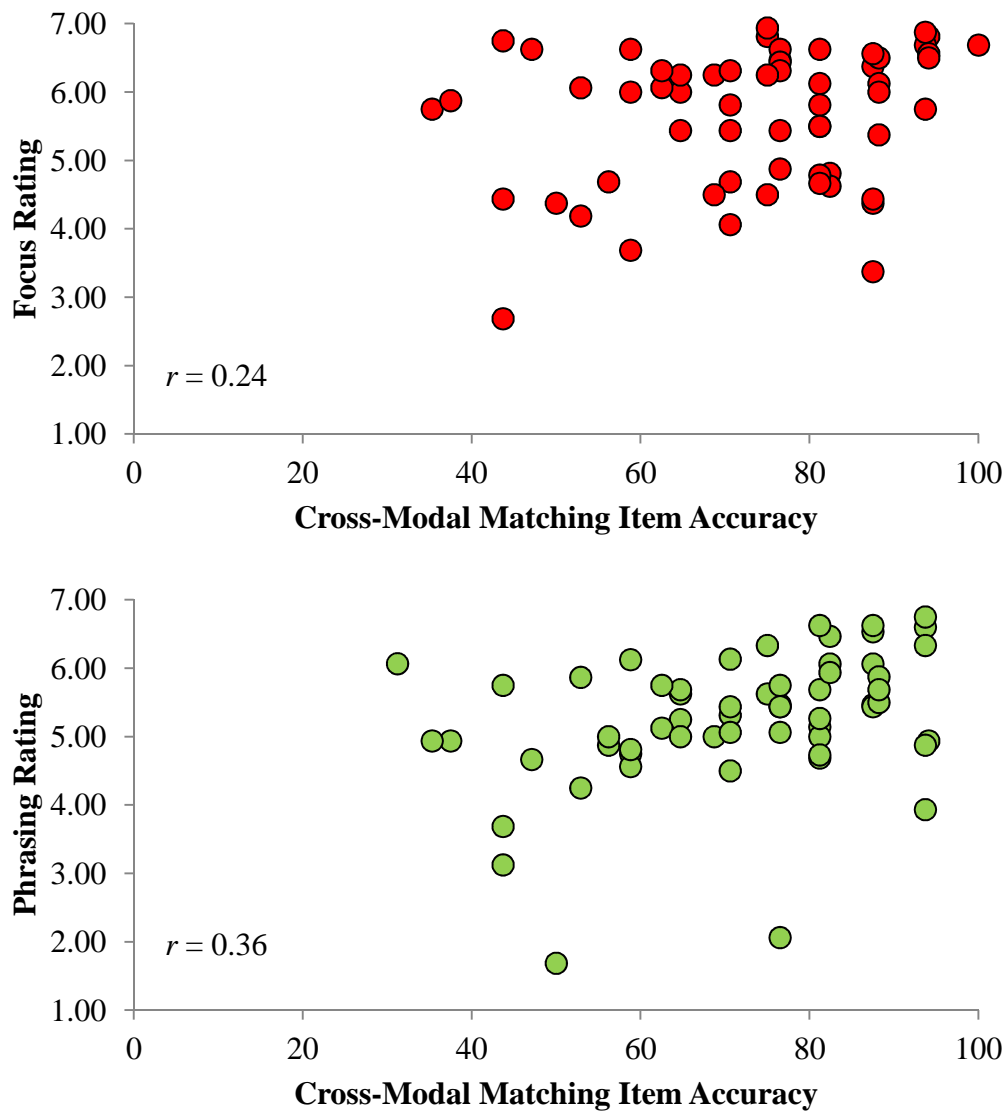 7.00
6.00
5.00
4.00
3.00
2.00
1.00
Focus Rating
r = 0.24
0 20 40 60 80 100
Cross-Modal Matching Item Accuracy
7.00
6.00
5.00
4.00
3.00
2.00
1.00
Phrasing Rating
r = 0.36
0 20 40 60 80 100
Cross-Modal Matching Item Accuracy